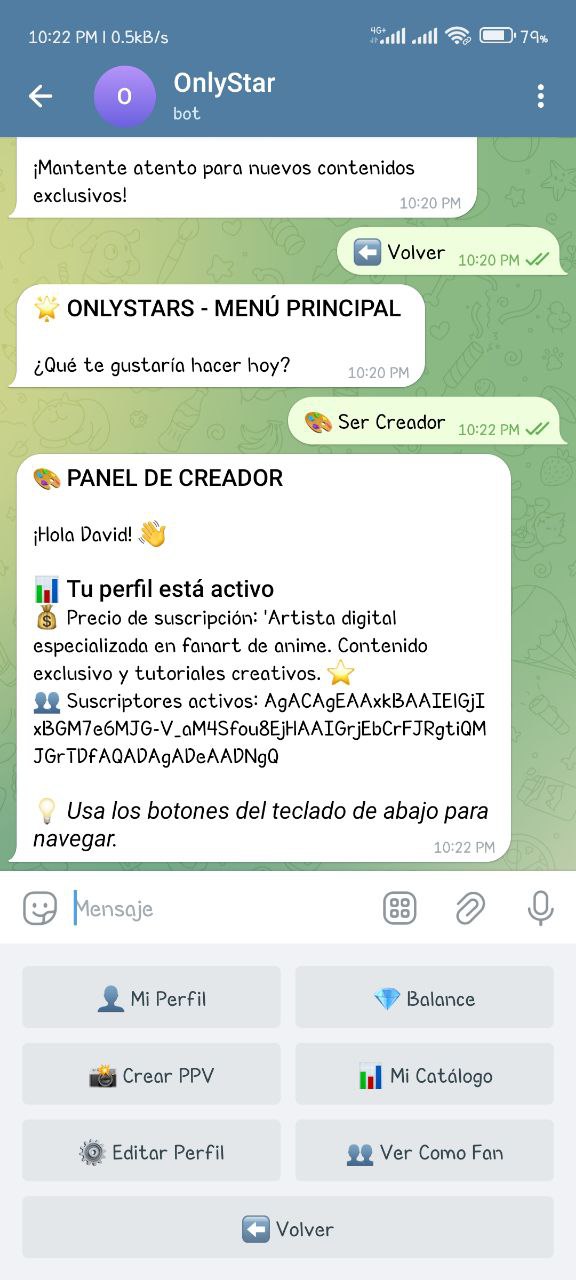 10:22 PM | 0.5kB/s
4G+
79%
O
OnlyStar
bot
¡Mantente atento para nuevos contenidos
exclusivos!
10:20 PM
⬅️ Volver 10:20 PM
🌟 ONLYSTARS - MENÚ PRINCIPAL
¿Qué te gustaría hacer hoy? 10:20 PM
🎨 Ser Creador 10:22 PM
🎨 PANEL DE CREADOR
¡Hola David! 👋
📊 Tu perfil está activo
💰 Precio de suscripción: 'Artista digital
especializada en fanart de anime. Contenido
exclusivo y tutoriales creativos. ⭐
👥 Suscriptores activos: AgACAgEAAxkBAAIElGjI
xBGM7e6MJG-V_aM4Sfou8EjHAAIGrjEbCrFJRgtiQM
JGrTDfAQADAgADeAADNgQ
💡 Usa los botones del teclado de abajo para
navegar.
10:22 PM
Mensaje
👤 Mi Perfil
💎 Balance
📸 Crear PPV
📊 Mi Catálogo
⚙️ Editar Perfil
👥 Ver Como Fan
⬅️ Volver